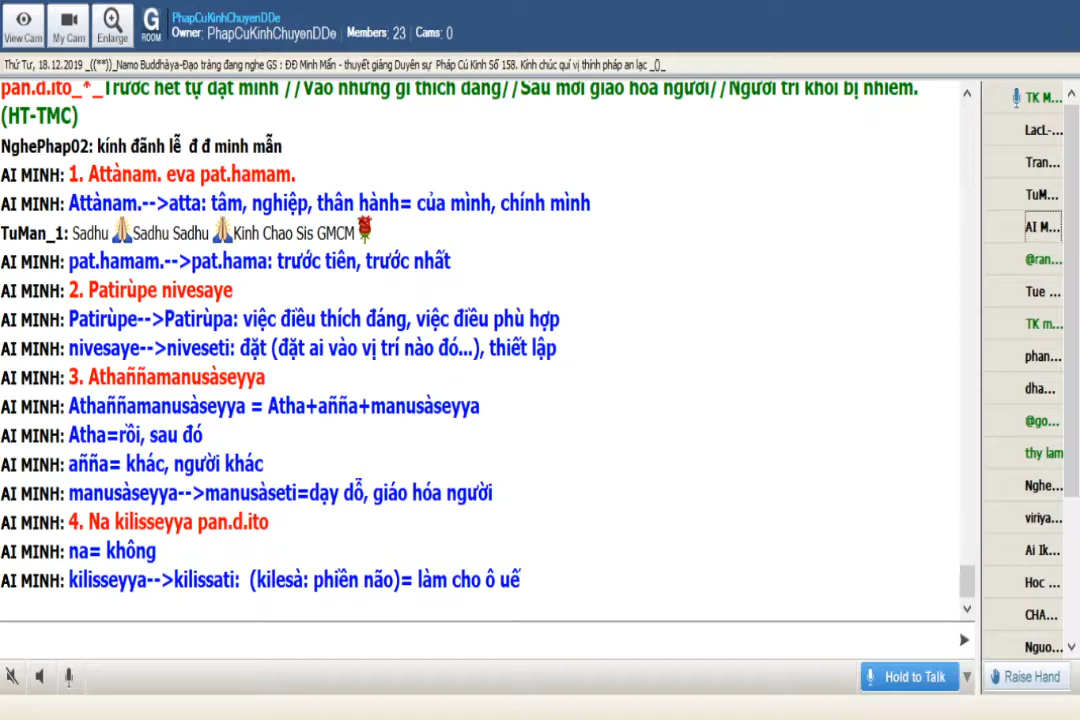 View Cam My Cam Enlarge G ROOM PhapCuKinhChuyenDDe
Owner: PhapCuKinhChuyenDDe Members: 23 Cams: 0
Thứ Tư, 18.12.2019 _((**))_Namo Buddhàya-Đạo tràng đang nghe GS : ĐĐ Minh Mẫn - thuyết giảng Duyên sự Pháp Cú Kinh Số 158. Kính chúc quí vị thính pháp an lạc _()_
pan.d.ito_*_Trước hết tự đặt mình //Vào những gì thích đáng//Sau mới giáo hóa người//Người trí khỏi bị nhiễm.
(HT-TMC)
NghePhap02: kính đãnh lễ đ đ minh mẫn
AI MINH: 1. Attànam. eva pat.hamam.
AI MINH: Attànam.-->atta: tâm, nghiệp, thân hành= của mình, chính mình
TuMan_1: Sadhu 🙏Sadhu Sadhu 🙏Kinh Chao Sis GMCM🌹
AI MINH: pat.hamam.-->pat.hama: trước tiên, trước nhất
AI MINH: 2. Patirùpe nivesaye
AI MINH: Patirùpe-->Patirùpa: việc điều thích đáng, việc điều phù hợp
AI MINH: nivesaye-->niveseti: đặt (đặt ai vào vị trí nào đó...), thiết lập
AI MINH: 3. Athaññamanusàseyya
AI MINH: Athaññamanusàseyya = Atha+añña+manusàseyya
AI MINH: Atha=rồi, sau đó
AI MINH: añña= khác, người khác
AI MINH: manusàseyya-->manusàseti=dạy dỗ, giáo hóa người
AI MINH: 4. Na kilisseyya pan.d.ito
AI MINH: na= không
AI MINH: kilisseyya-->kilissati: (kilesà: phiền não)= làm cho ô uế
TK M...
LacL-...
Tran...
TuM...
AI M...
@ran...
Tue ...
TK m...
phan...
dha...
@go...
thy lam
Nghe...
viriya...
Ai Ik...
Hoc ...
CHA...
Nguo...
Hold to Talk
Raise Hand